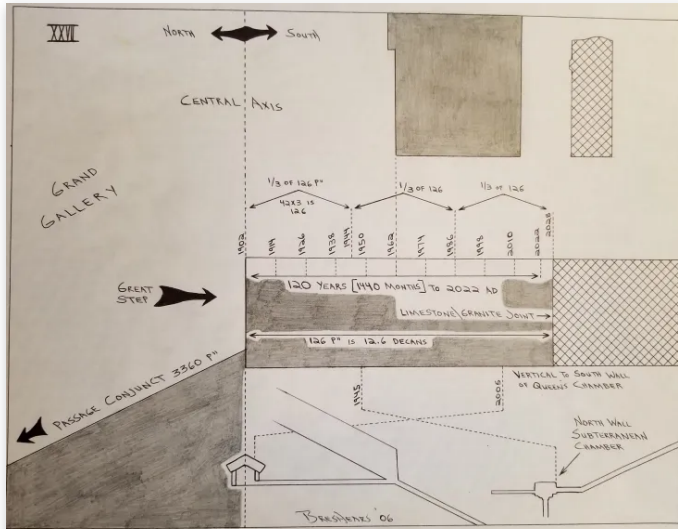 XXVII
NORTH
SOUTH
CENTRAL AXIS
GRAND
GALLERY
1/3 OF 126 P"
42X3 IS
126
1/3 OF 126
1/3 OF 126
1902
1914
1926
1938
1944
1950
1962
1974
1986
1998
2010
2022
2028
GREAT
STEP
120 YEARS [1440 MONTHS] TO 2022 AD
LIMESTONE\GRANITE JOINT
126 P" IS 12.6 DECANS
PASSAGE CONJUNCT 3360 P"
VERTICAL TO SOUTH WALL
OF QUEENS CHAMBER
1945
2006
NORTH WALL
SUBTERRANEAN
CHAMBER
BERSHEARS '06